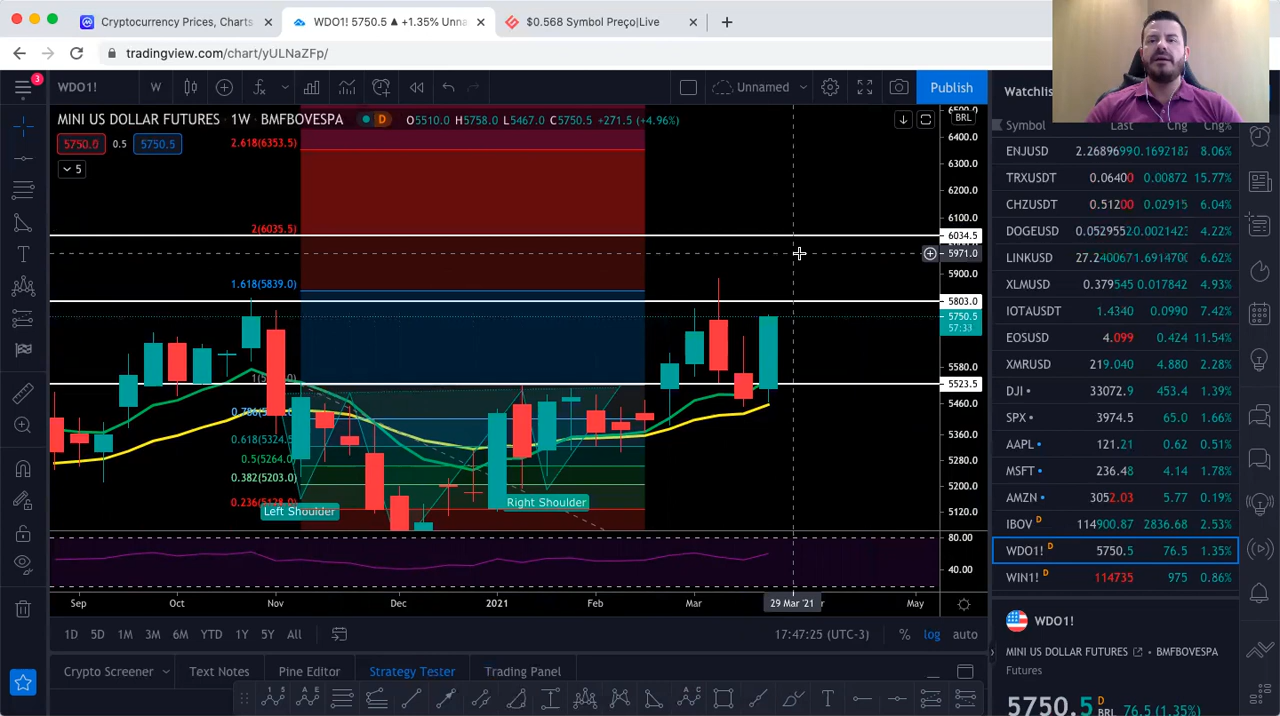 Cryptocurrency Prices, Charts
WDO1! 5750.5 ▲ +1.35% Unna
$0.568 Symbol Preço|Live
tradingview.com/chart/yULNaZFp/
3
WDO1!
W
Unnamed
Publish
MINI US DOLLAR FUTURES · 1W · BMFBOVESPA
D
O5510.0 H5758.0 L5467.0 C5750.5 +271.5 (+4.96%)
5750.0
0.5
5750.5
5
2.618(6353.5)
2(6035.5)
1.618(5839.0)
0.618(5324.5
0.5(5264.0)
0.382(5203.0)
0.236(5128.0)
Left Shoulder
Right Shoulder
6500.0
BRL
6400.0
6300.0
6200.0
6100.0
6034.5
5971.0
5900.0
5803.0
5750.5
57:33
5580.0
5523.5
5460.0
5360.0
5280.0
5200.0
5120.0
80.00
40.00
Sep
Oct
Nov
Dec
2021
Feb
Mar
29 Mar '21
May
1D
5D
1M
3M
6M
YTD
1Y
5Y
All
17:47:25 (UTC-3)
%
log
auto
Crypto Screener
Text Notes
Pine Editor
Strategy Tester
Trading Panel
Watchlis
Symbol Last Chg Chg%
ENJUSD 2.26896990.1692187 8.06%
TRXUSDT 0.06400 0.00872 15.77%
CHZUSDT 0.51200 0.02915 6.04%
DOGEUSD 0.0529552 0.0021423 4.22%
LINKUSD 27.2400671.691470 6.62%
XLMUSD 0.379545 0.017842 4.93%
IOTAUSDT 1.4340 0.0990 7.42%
EOSUSD 4.099 0.424 11.54%
XMRUSD 219.040 4.880 2.28%
DJI 33072.9 453.4 1.39%
SPX 3974.5 65.0 1.66%
AAPL 121.21 0.62 0.51%
MSFT 236.48 4.14 1.78%
AMZN 3052.03 5.77 0.19%
IBOV D 114900.87 2836.68 2.53%
WDO1! D 5750.5 76.5 1.35%
WIN1! D 114735 975 0.86%
WDO1!
MINI US DOLLAR FUTURES · BMFBOVESPA
Futures
5750.5 D BRL 76.5 (1.35%)